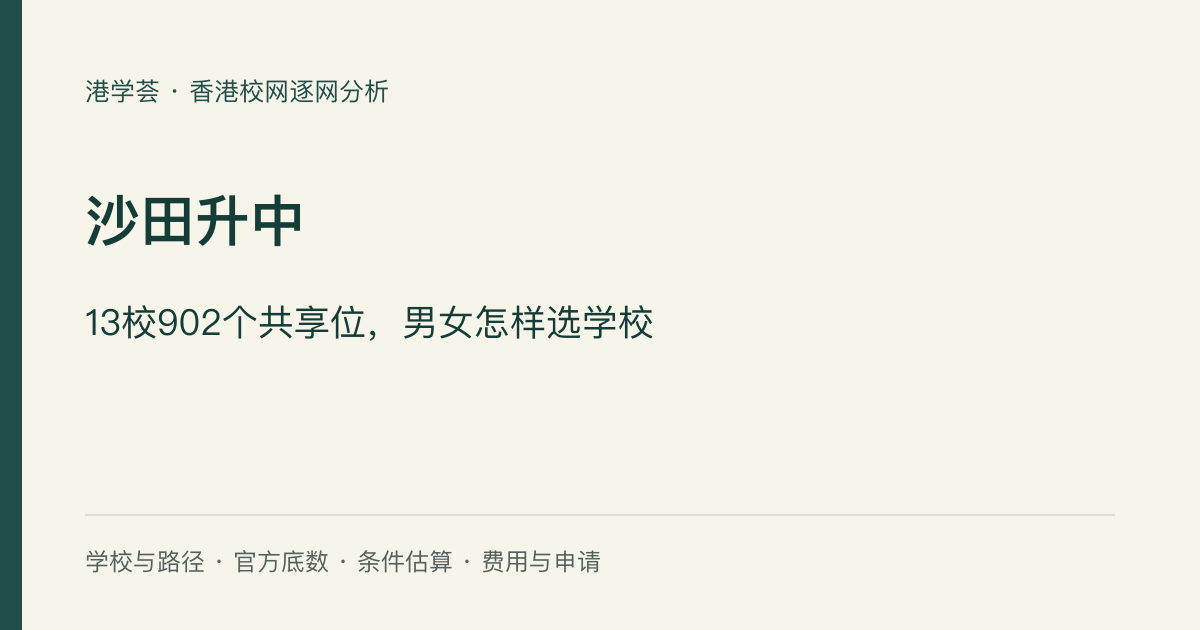 港学荟 · 香港校网逐网分析
沙田升中
13校902个共享位，男女怎样选学校
学校与路径 · 官方底数 · 条件估算 · 费用与申请